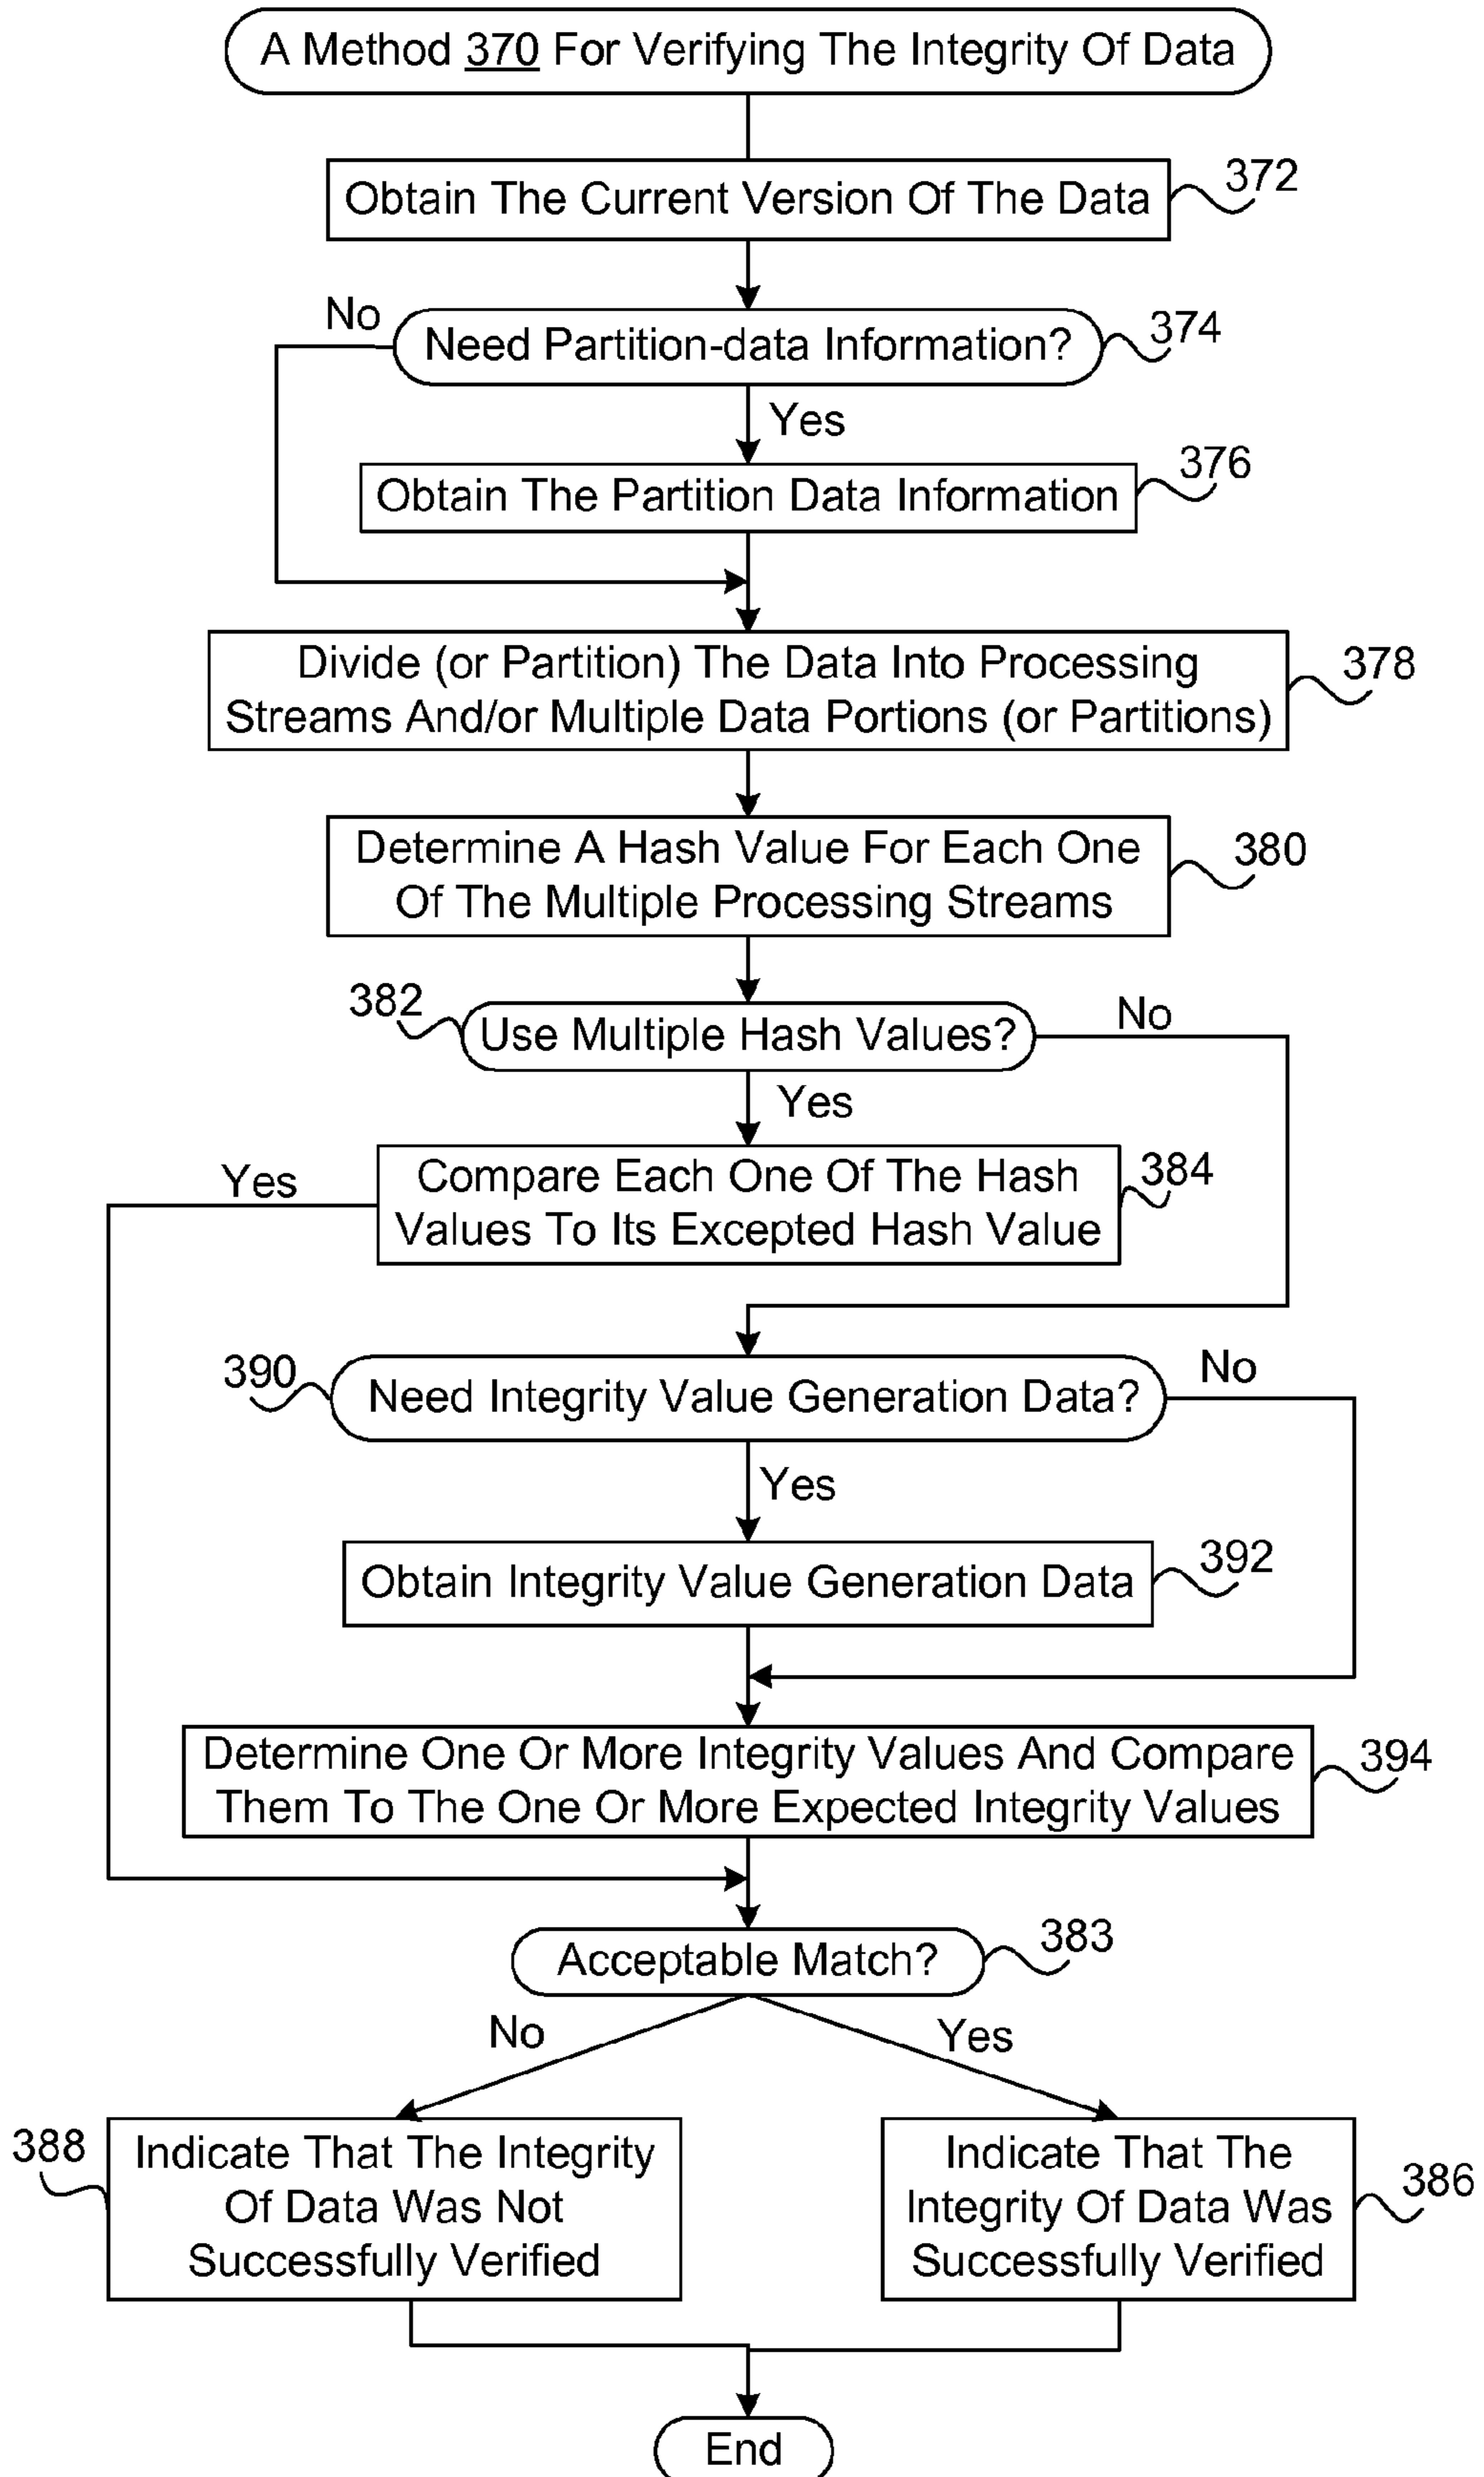 A Method 370 For Verifying The Integrity Of Data
Obtain The Current Version Of The Data
372
No
Need Partition-data Information?
374
Yes
376
Obtain The Partition Data Information
Divide (or Partition) The Data Into Processing
Streams And/or Multiple Data Portions (or Partitions)
378
Determine A Hash Value For Each One
Of The Multiple Processing Streams
380
382
Use Multiple Hash Values?
No
Yes
Yes
Compare Each One Of The Hash
Values To Its Excepted Hash Value
384
390
Need Integrity Value Generation Data?
No
Yes
Obtain Integrity Value Generation Data
392
Determine One Or More Integrity Values And Compare
Them To The One Or More Expected Integrity Values
394
Acceptable Match?
383
No
Yes
388
Indicate That The Integrity
Of Data Was Not
Successfully Verified
Indicate That The
Integrity Of Data Was
Successfully Verified
386
End